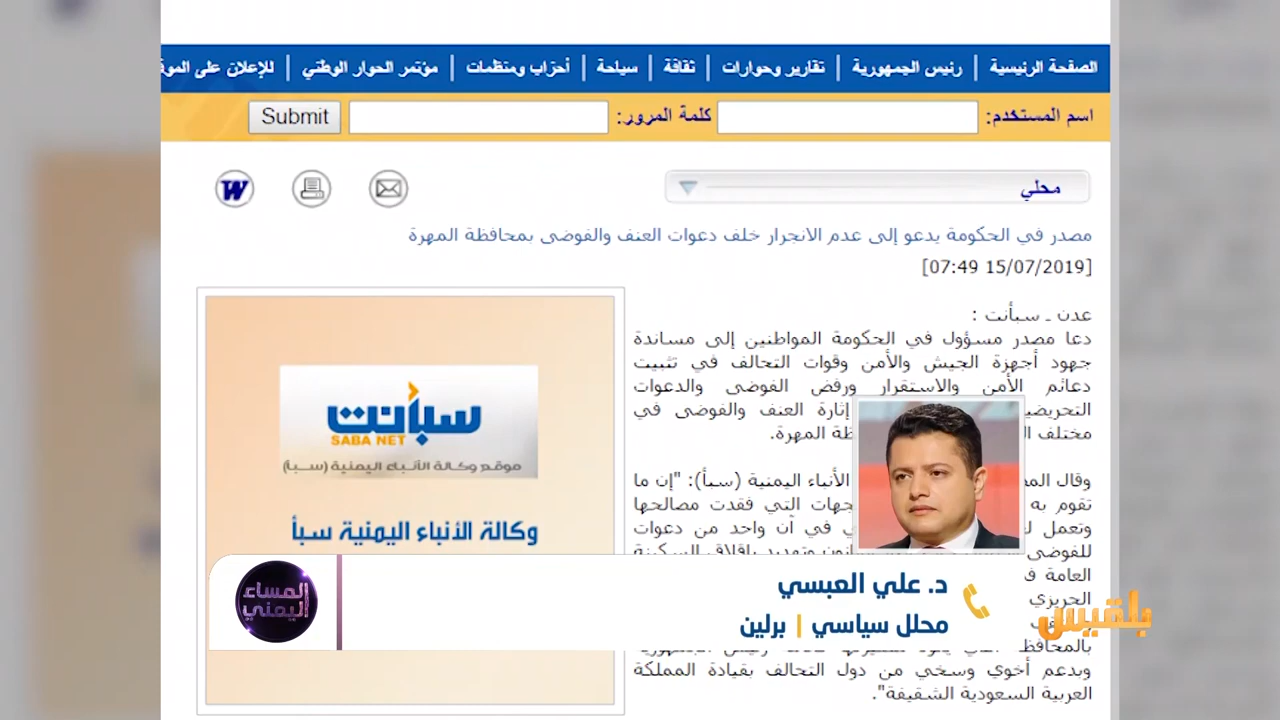 الصفحة الرئيسية | رئيس الجمهورية | تقارير وحوارات | ثقافة | سياحة | أحزاب ومنظمات | مؤتمر الحوار الوطني | للإعلان على
اسم المستخدم: كلمة المرور: Submit
محلي
W
مصدر في الحكومة يدعو إلى عدم الانجرار خلف دعوات العنف والفوضى بمحافظة المهرة
[07:49 15/07/2019]
عدن ـ سبأنت :
دعا مصدر مسؤول في الحكومة المواطنين إلى مساندة
جهود أجهزة الجيش والأمن وقوات التحالف في تثبيت
دعائم الأمن والاستقرار ورفض الفوضى والدعوات
إثارة العنف والفوضى في
مختلف
المهرة.
وقال
الأنباء اليمنية (سبأ): "إن ما
تقوم به
التي فقدت مصالحها
وتعمل
في آن واحد من دعوات
للفوضى
وتهديد بإقلاق السكينة
العامة
الحريزي
وبدعم أخوي وسخي من دول التحالف بقيادة المملكة
العربية السعودية الشقيقة".
سبأنت
SABA NET
موقع وكالة الأنباء اليمنية (سبأ)
وكالة الأنباء اليمنية سبأ
المساء
اليمني
د. علي العبسي
محلل سياسي | برلين
بلقيس